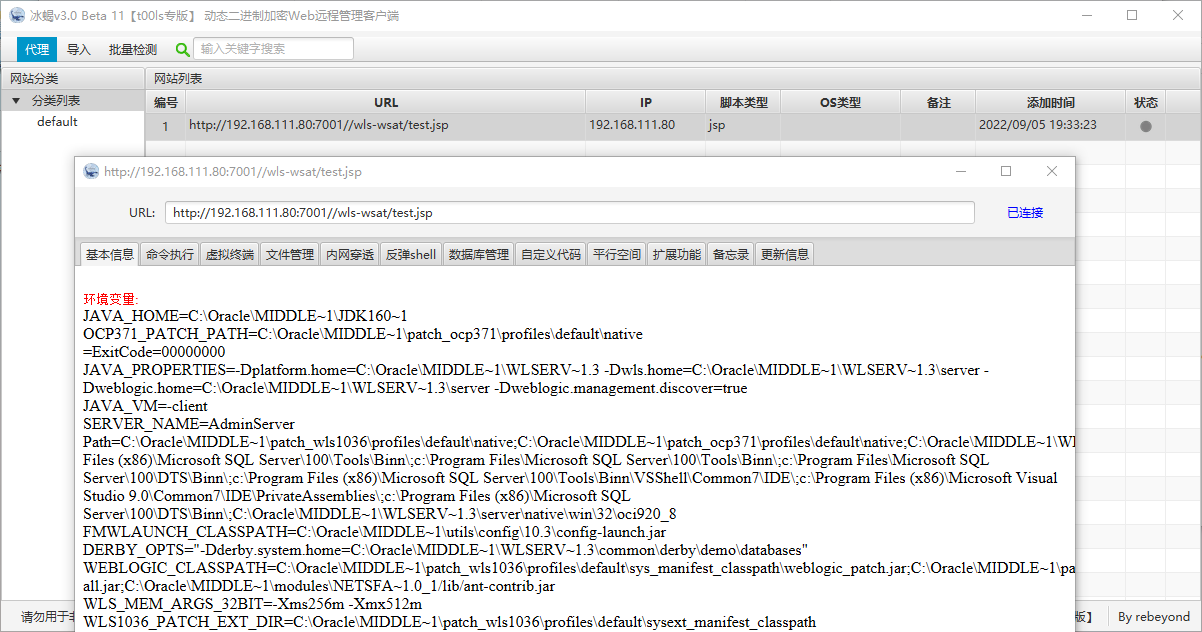 冰蝎v3.0 Beta 11【t00ls专版】 动态二进制加密Web远程管理客户端
代理 导入 批量检测 输入关键字搜索
网站分类 网站列表
分类列表 编号 URL IP 脚本类型 OS类型 备注 添加时间 状态
default 1 http://192.168.111.80:7001//wls-wsat/test.jsp 192.168.111.80 jsp 2022/09/05 19:33:23
http://192.168.111.80:7001//wls-wsat/test.jsp
URL: http://192.168.111.80:7001//wls-wsat/test.jsp 已连接
基本信息 命令执行 虚拟终端 文件管理 内网穿透 反弹shell 数据库管理 自定义代码 平行空间 扩展功能 备忘录 更新信息
环境变量:
JAVA_HOME=C:\Oracle\MIDDLE~1\JDK160~1
OCP371_PATCH_PATH=C:\Oracle\MIDDLE~1\patch_ocp371\profiles\default\native
=ExitCode=00000000
JAVA_PROPERTIES=-Dplatform.home=C:\Oracle\MIDDLE~1\WLSERV~1.3 -Dwls.home=C:\Oracle\MIDDLE~1\WLSERV~1.3\server -
Dweblogic.home=C:\Oracle\MIDDLE~1\WLSERV~1.3\server -Dweblogic.management.discover=true
JAVA_VM=-client
SERVER_NAME=AdminServer
Path=C:\Oracle\MIDDLE~1\patch_wls1036\profiles\default\native;C:\Oracle\MIDDLE~1\patch_ocp371\profiles\default\native;C:\Oracle\MIDDLE~1\WL
Files (x86)\Microsoft SQL Server\100\Tools\Binn\;c:\Program Files\Microsoft SQL Server\100\Tools\Binn\;c:\Program Files\Microsoft SQL
Server\100\DTS\Binn\;c:\Program Files (x86)\Microsoft SQL Server\100\Tools\Binn\VSShell\Common7\IDE\;c:\Program Files (x86)\Microsoft Visual
Studio 9.0\Common7\IDE\PrivateAssemblies\;c:\Program Files (x86)\Microsoft SQL
Server\100\DTS\Binn\;C:\Oracle\MIDDLE~1\WLSERV~1.3\server\native\win\32\oci920_8
FMWLAUNCH_CLASSPATH=C:\Oracle\MIDDLE~1\utils\config\10.3\config-launch.jar
DERBY_OPTS="-Dderby.system.home=C:\Oracle\MIDDLE~1\WLSERV~1.3\common\derby\demo\databases"
WEBLOGIC_CLASSPATH=C:\Oracle\MIDDLE~1\patch_wls1036\profiles\default\sys_manifest_classpath\weblogic_patch.jar;C:\Oracle\MIDDLE~1\pa
all.jar;C:\Oracle\MIDDLE~1\modules\NETSFA~1.0_1/lib/ant-contrib.jar
WLS_MEM_ARGS_32BIT=-Xms256m -Xmx512m
WLS1036_PATCH_EXT_DIR=C:\Oracle\MIDDLE~1\patch_wls1036\profiles\default\sysext_manifest_classpath
请勿用于 版】 By rebeyond